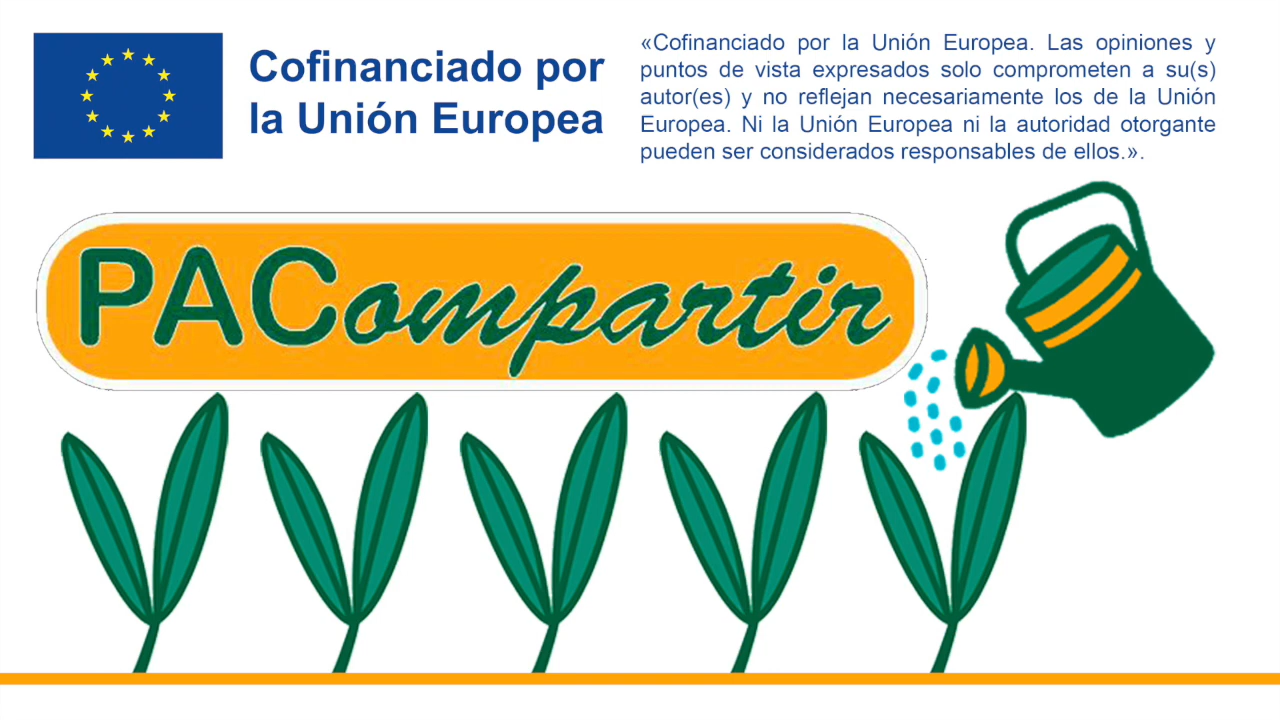 Cofinanciado por
la Unión Europea
«Cofinanciado por la Unión Europea. Las opiniones y
puntos de vista expresados solo comprometen a su(s)
autor(es) y no reflejan necesariamente los de la Unión
Europea. Ni la Unión Europea ni la autoridad otorgante
pueden ser considerados responsables de ellos.».
PACompartir